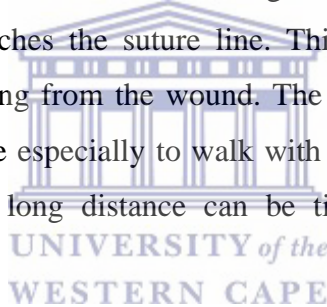 ches the suture line. Thi
ng from the wound. The
e especially to walk with
long distance can be ti
UNIVERSITY of the
WESTERN CAPE